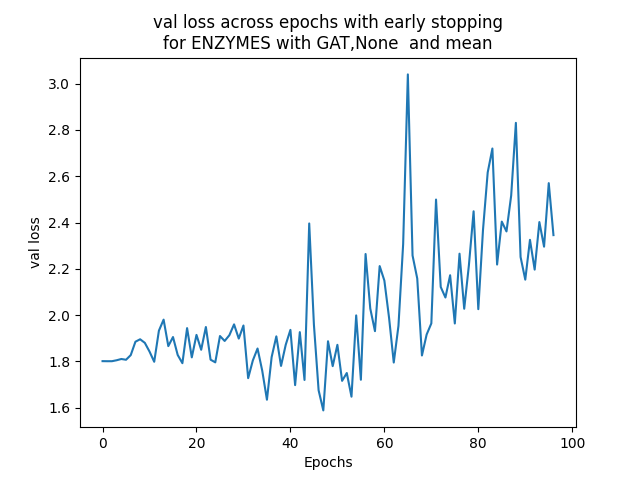 val loss across epochs with early stopping
for ENZYMES with GAT,None  and mean
3.0
2.8
2.6
2.4
2.2
2.0
1.8
1.6
val loss
0 20 40 60 80 100
Epochs